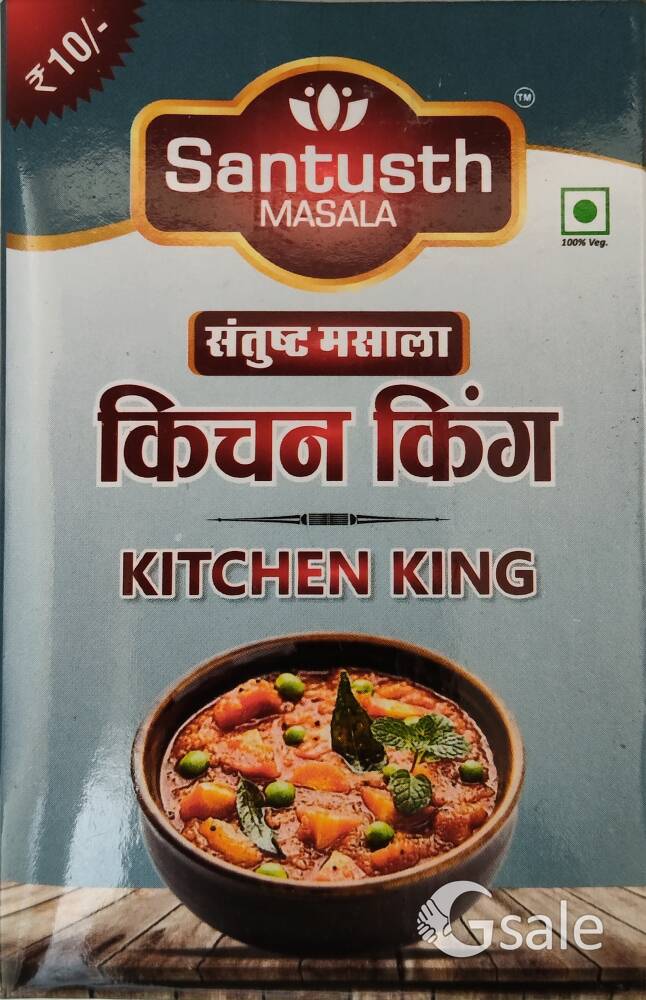 ₹10/-
Santusth
TM
MASALA
100% Veg.
संतुष्ट मसाला
किचन किंग
KITCHEN KING
Gsale